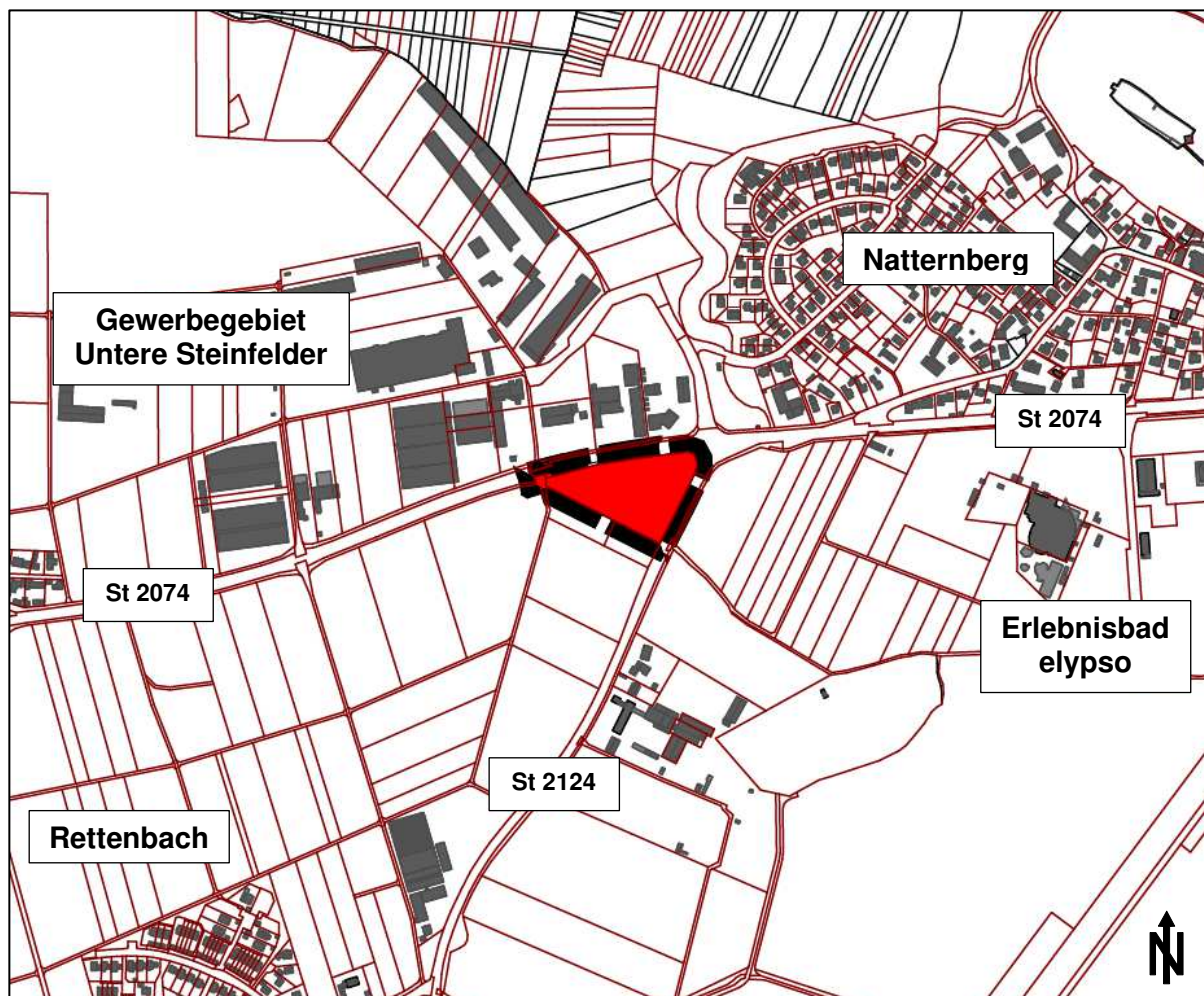 Natternberg
Gewerbegebiet
Untere Steinfelder
St 2074
St 2074
Erlebnisbad
elypso
St 2124
Rettenbach
N